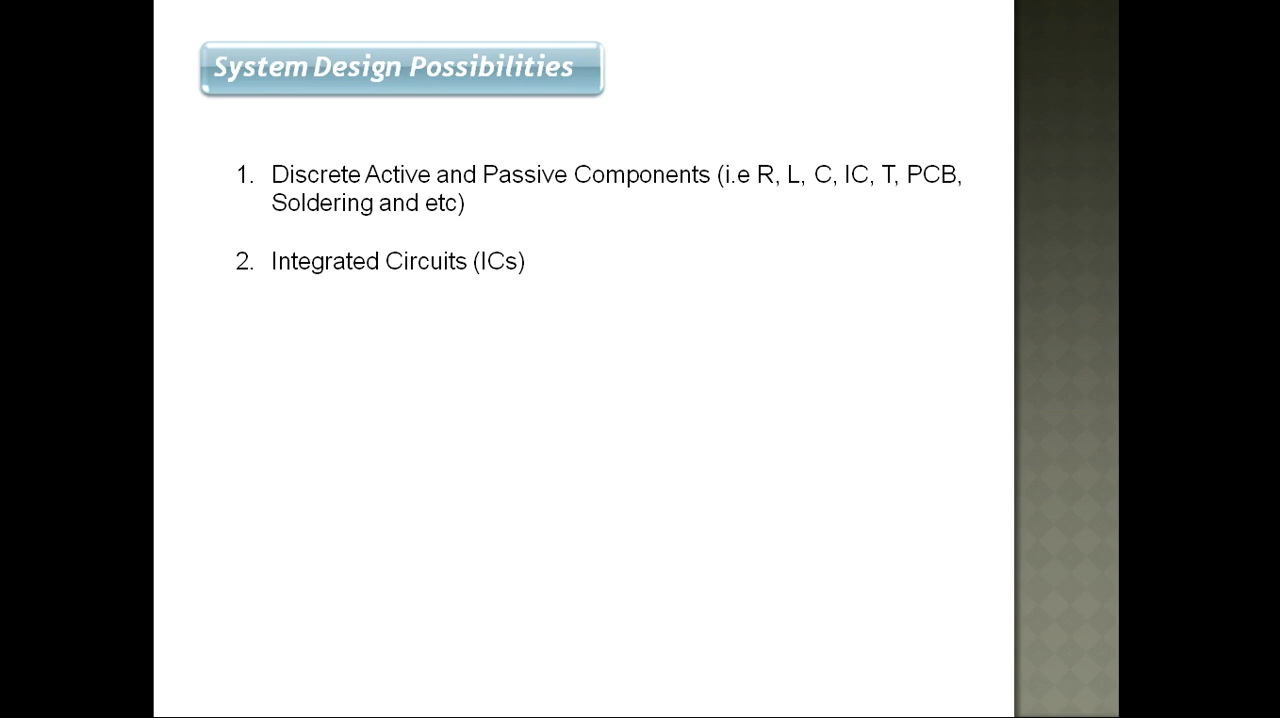 System Design Possibilities
1. Discrete Active and Passive Components (i.e R, L, C, IC, T, PCB,
Soldering and etc)
2. Integrated Circuits (ICs)